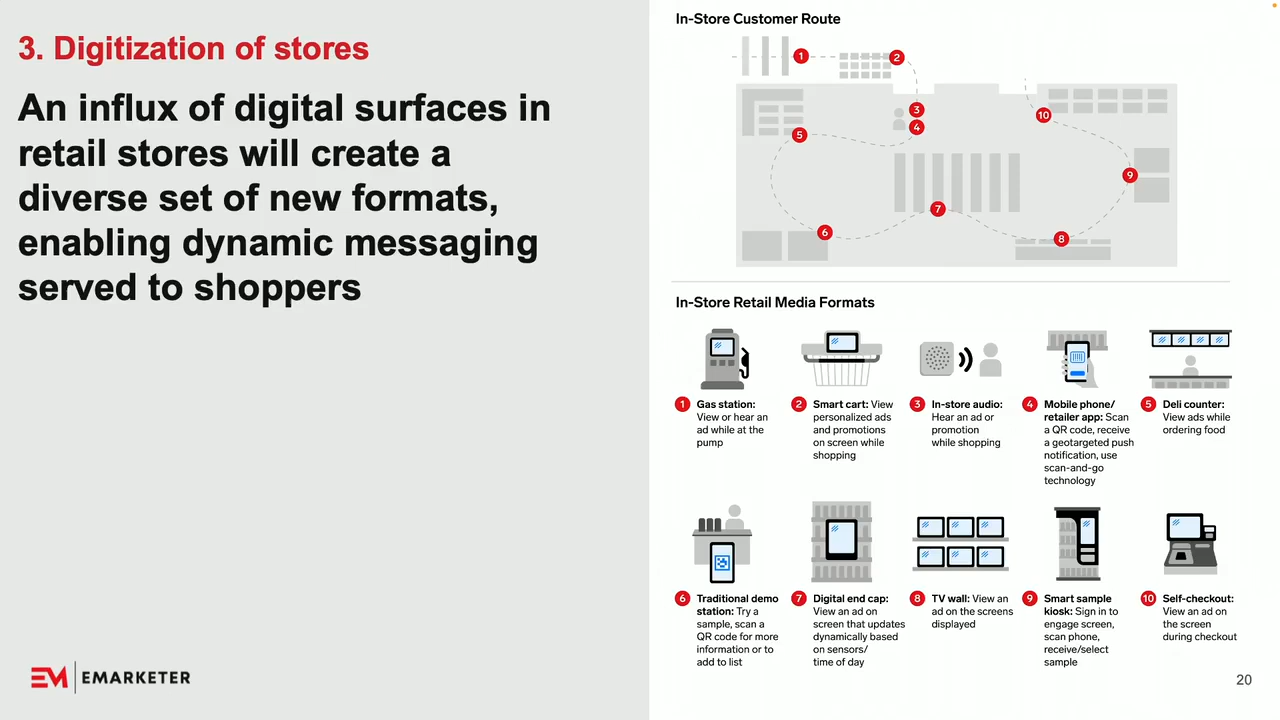 3. Digitization of stores
An influx of digital surfaces in
retail stores will create a
diverse set of new formats,
enabling dynamic messaging
served to shoppers
EM EMARKETER
In-Store Customer Route
1
2
3
4
5
6
7
8
9
10
In-Store Retail Media Formats
1 Gas station:
View or hear an
ad while at the
pump
2 Smart cart: View
personalized ads
and promotions
on screen while
shopping
3 In-store audio:
Hear an ad or
promotion
while shopping
4 Mobile phone/
retailer app: Scan
a QR code, receive
a geotargeted push
notification, use
scan-and-go
technology
5 Deli counter:
View ads while
ordering food
6 Traditional demo
station: Try a
sample, scan a
QR code for more
information or to
add to list
7 Digital end cap:
View an ad on
screen that updates
dynamically based
on sensors/
time of day
8 TV wall: View an
ad on the screens
displayed
9 Smart sample
kiosk: Sign in to
engage screen,
scan phone,
receive/select
sample
10 Self-checkout:
View an ad on
the screen
during checkout
20